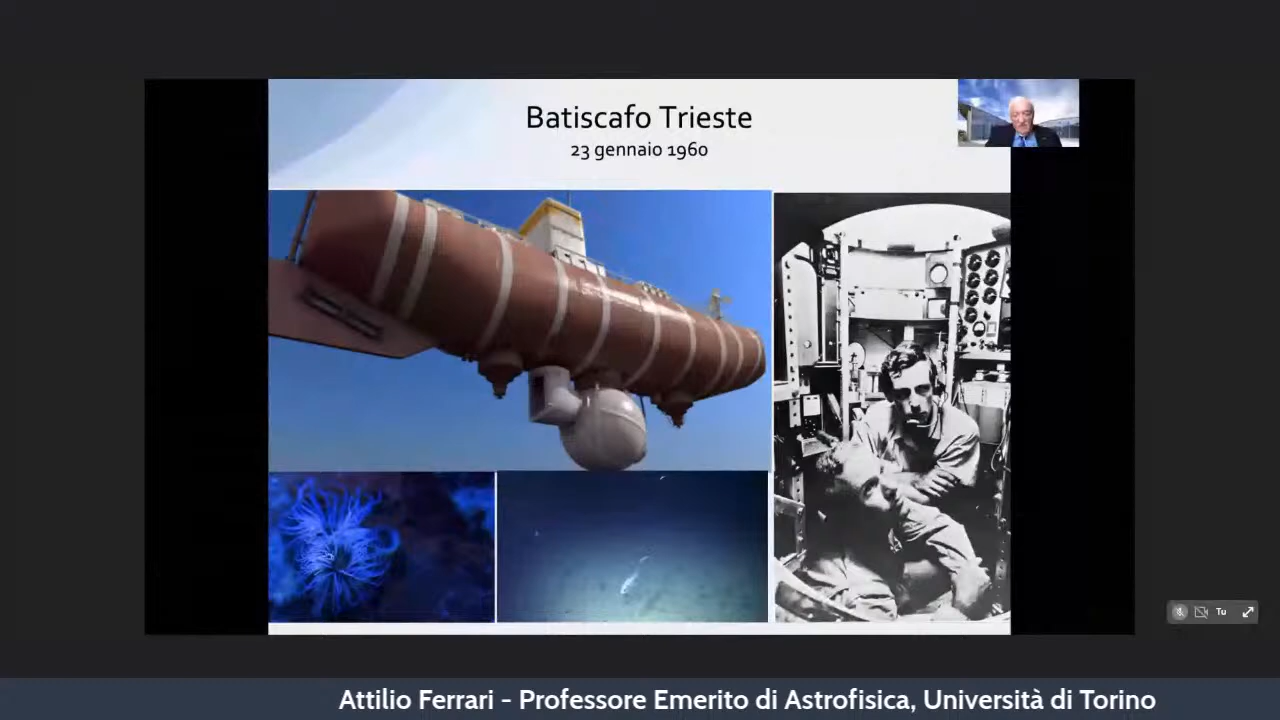 Batiscafo Trieste
23 gennaio 1960
Tu
Attilio Ferrari - Professore Emerito di Astrofisica, Università di Torino